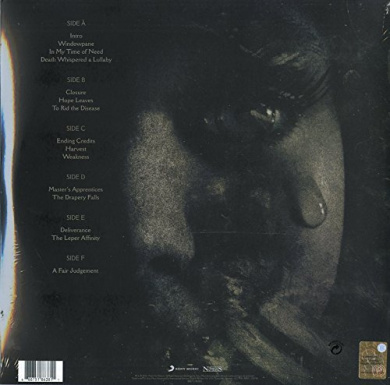 SIDE A
Intro
Windowpane
In My Time of Need
Death Whispered a Lullaby
SIDE B
Closure
Hope Leaves
To Rid the Disease
SIDE C
Ending Credits
Harvest
Weakness
SIDE D
Master's Apprentices
The Drapery Falls
SIDE E
Deliverance
The Leper Affinity
SIDE F
A Fair Judgement